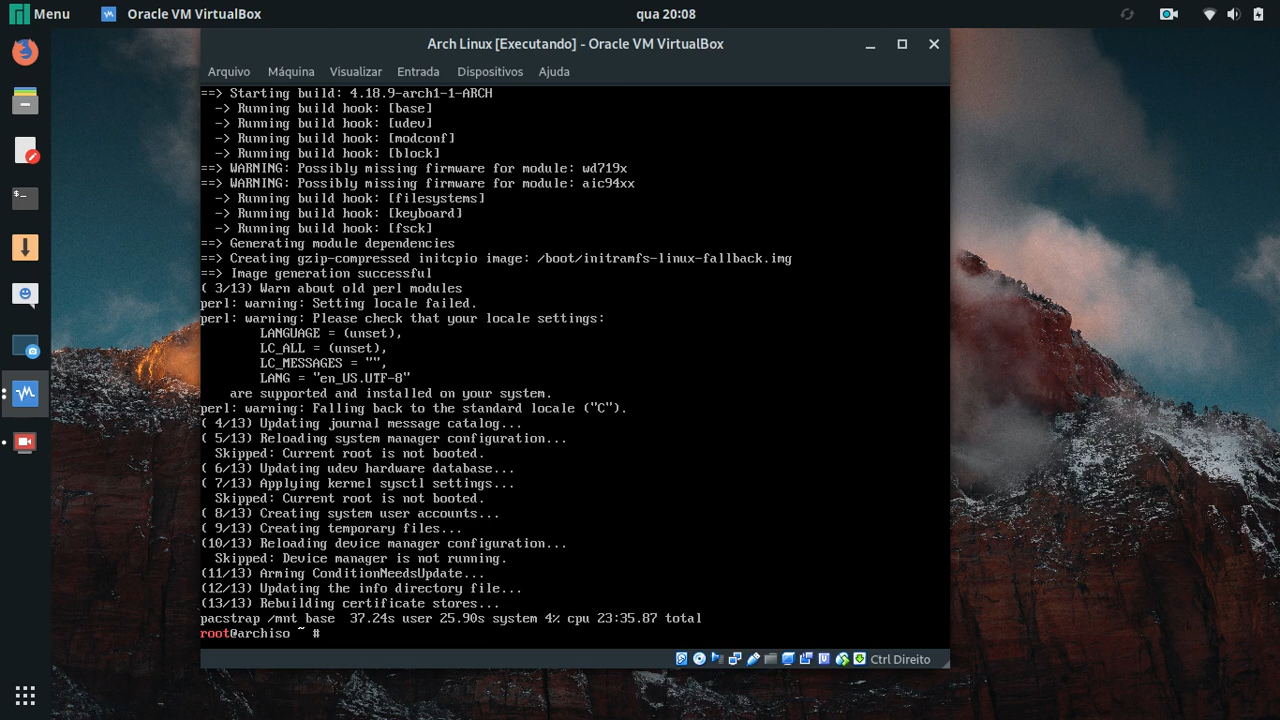 Menu
Oracle VM VirtualBox
qua 20:08
Arch Linux [Executando] - Oracle VM VirtualBox
Arquivo Máquina Visualizar Entrada Dispositivos Ajuda
==> Starting build: 4.18.9-arch1-1-ARCH
  -> Running build hook: [base]
  -> Running build hook: [udev]
  -> Running build hook: [modconf]
  -> Running build hook: [block]
==> WARNING: Possibly missing firmware for module: wd719x
==> WARNING: Possibly missing firmware for module: aic94xx
  -> Running build hook: [filesystems]
  -> Running build hook: [keyboard]
  -> Running build hook: [fsck]
==> Generating module dependencies
==> Creating gzip-compressed initcpio image: /boot/initramfs-linux-fallback.img
==> Image generation successful
( 3/13) Warn about old perl modules
perl: warning: Setting locale failed.
perl: warning: Please check that your locale settings:
        LANGUAGE = (unset),
        LC_ALL = (unset),
        LC_MESSAGES = "",
        LANG = "en_US.UTF-8"
    are supported and installed on your system.
perl: warning: Falling back to the standard locale ("C").
( 4/13) Updating journal message catalog...
( 5/13) Reloading system manager configuration...
  Skipped: Current root is not booted.
( 6/13) Updating udev hardware database...
( 7/13) Applying kernel sysctl settings...
  Skipped: Current root is not booted.
( 8/13) Creating system user accounts...
( 9/13) Creating temporary files...
(10/13) Reloading device manager configuration...
  Skipped: Device manager is not running.
(11/13) Arming ConditionNeedsUpdate...
(12/13) Updating the info directory file...
(13/13) Rebuilding certificate stores...
pacstrap /mnt base  37.24s user 25.90s system 4% cpu 23:35.87 total
root@archiso ~ #
Ctrl Direito